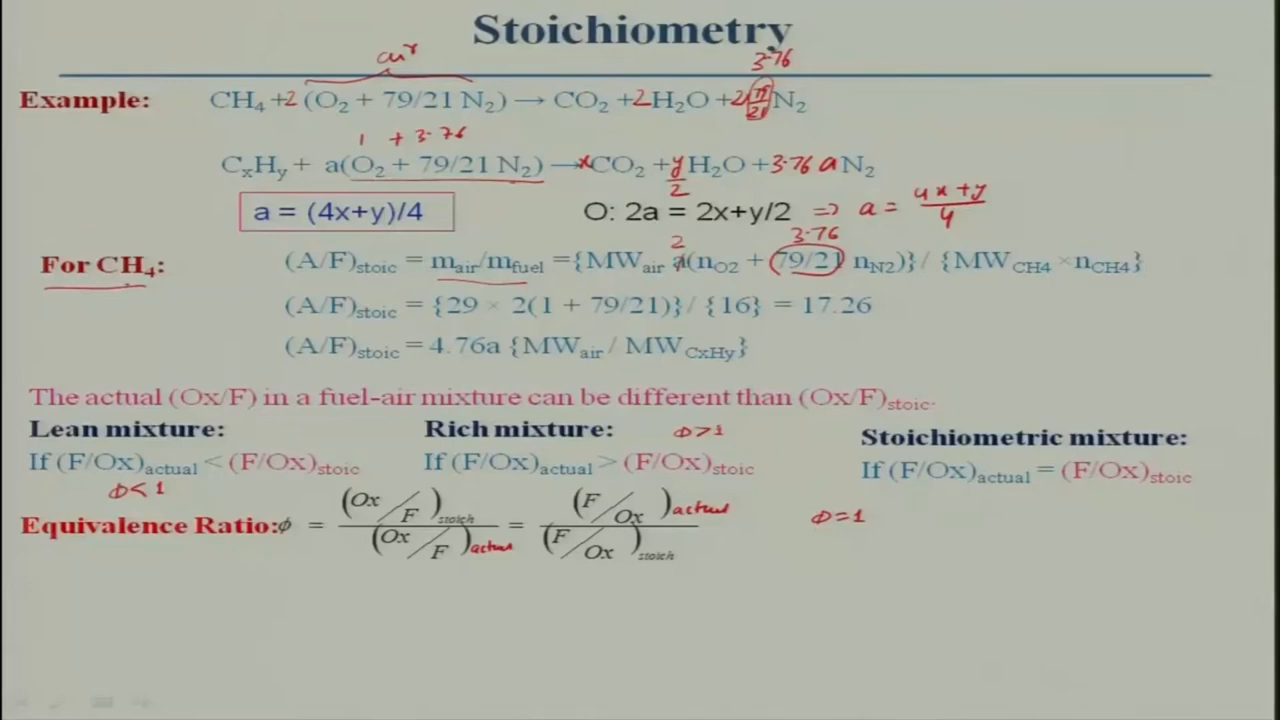 Stoichiometry
air
3.76
Example: CH4 + 2 (O2 + 79/21 N2) → CO2 + 2 H2O + 2 79/21 N2
1 + 3.76
CxHy + a(O2 + 79/21 N2) → x CO2 + y/2 H2O + 3.76 a N2
a = (4x+y)/4 O: 2a = 2x+y/2 ⇒ a = 4x+y/4
2 3.76
For CH4: (A/F)stoic = mair/mfuel ={MWair a(nO2 + 79/21 nN2)}/ {MWCH4 ×nCH4}
(A/F)stoic = {29 × 2(1 + 79/21)}/ {16} = 17.26
(A/F)stoic = 4.76a {MWair / MWCxHy}
The actual (Ox/F) in a fuel-air mixture can be different than (Ox/F)stoic.
Lean mixture: Rich mixture: Φ>1 Stoichiometric mixture:
If (F/Ox)actual < (F/Ox)stoic If (F/Ox)actual > (F/Ox)stoic If (F/Ox)actual = (F/Ox)stoic
Φ<1
Equivalence Ratio: ϕ = (Ox/F)stoich / (Ox/F)actual = (F/Ox)actual / (F/Ox)stoich Φ=1